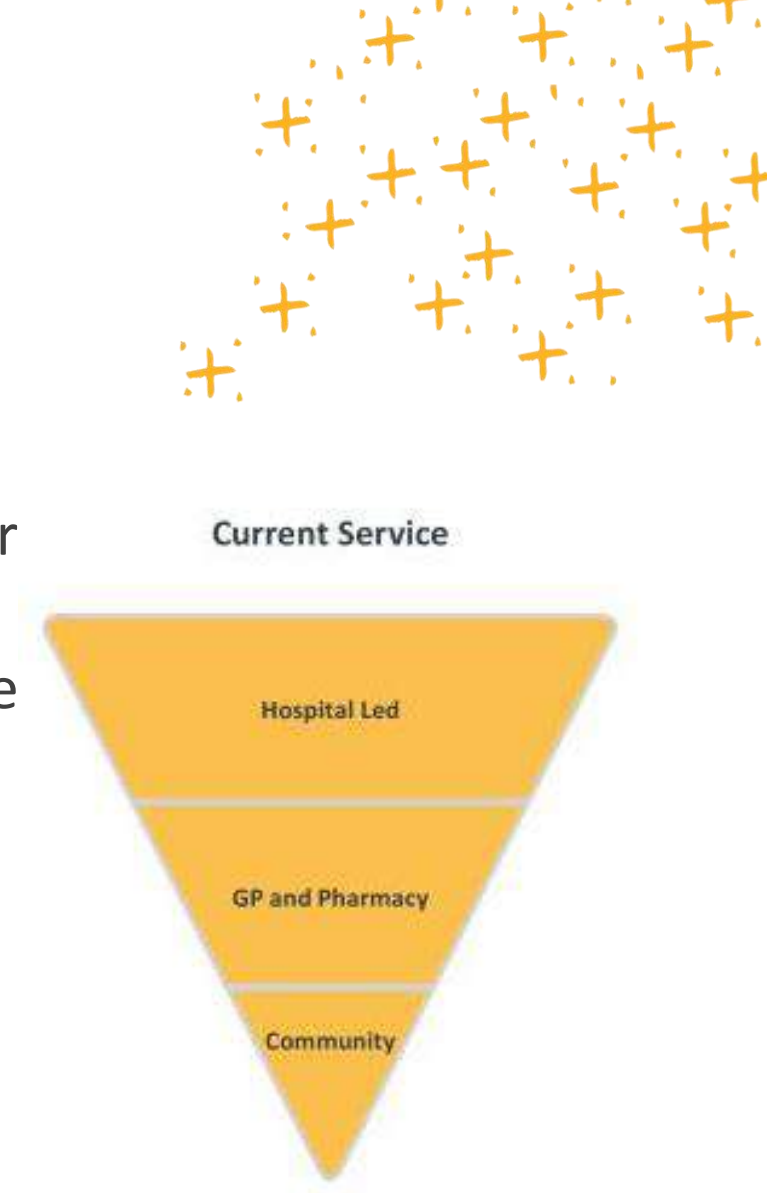 r
Current Service
e
Hospital Led
GP and Pharmacy
Community